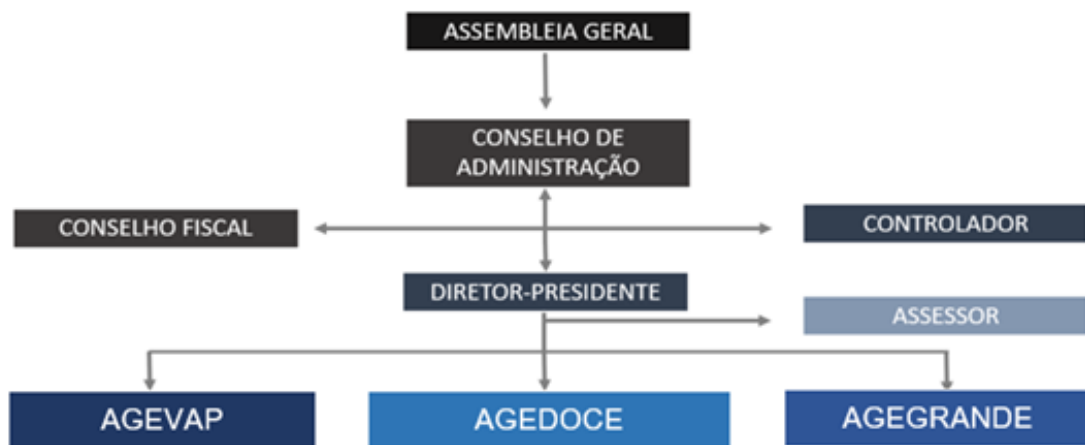 ASSEMBLEIA GERAL
CONSELHO DE
ADMINISTRAÇÃO
CONSELHO FISCAL
CONTROLADOR
DIRETOR-PRESIDENTE
ASSESSOR
AGEVAP
AGEDOCE
AGEGRANDE